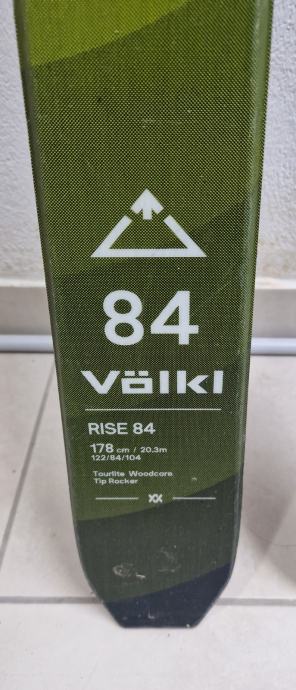 84
Völkl
RISE 84
178 cm / 20.3m
122/84/104
Tourlite Woodcore
Tip Rocker